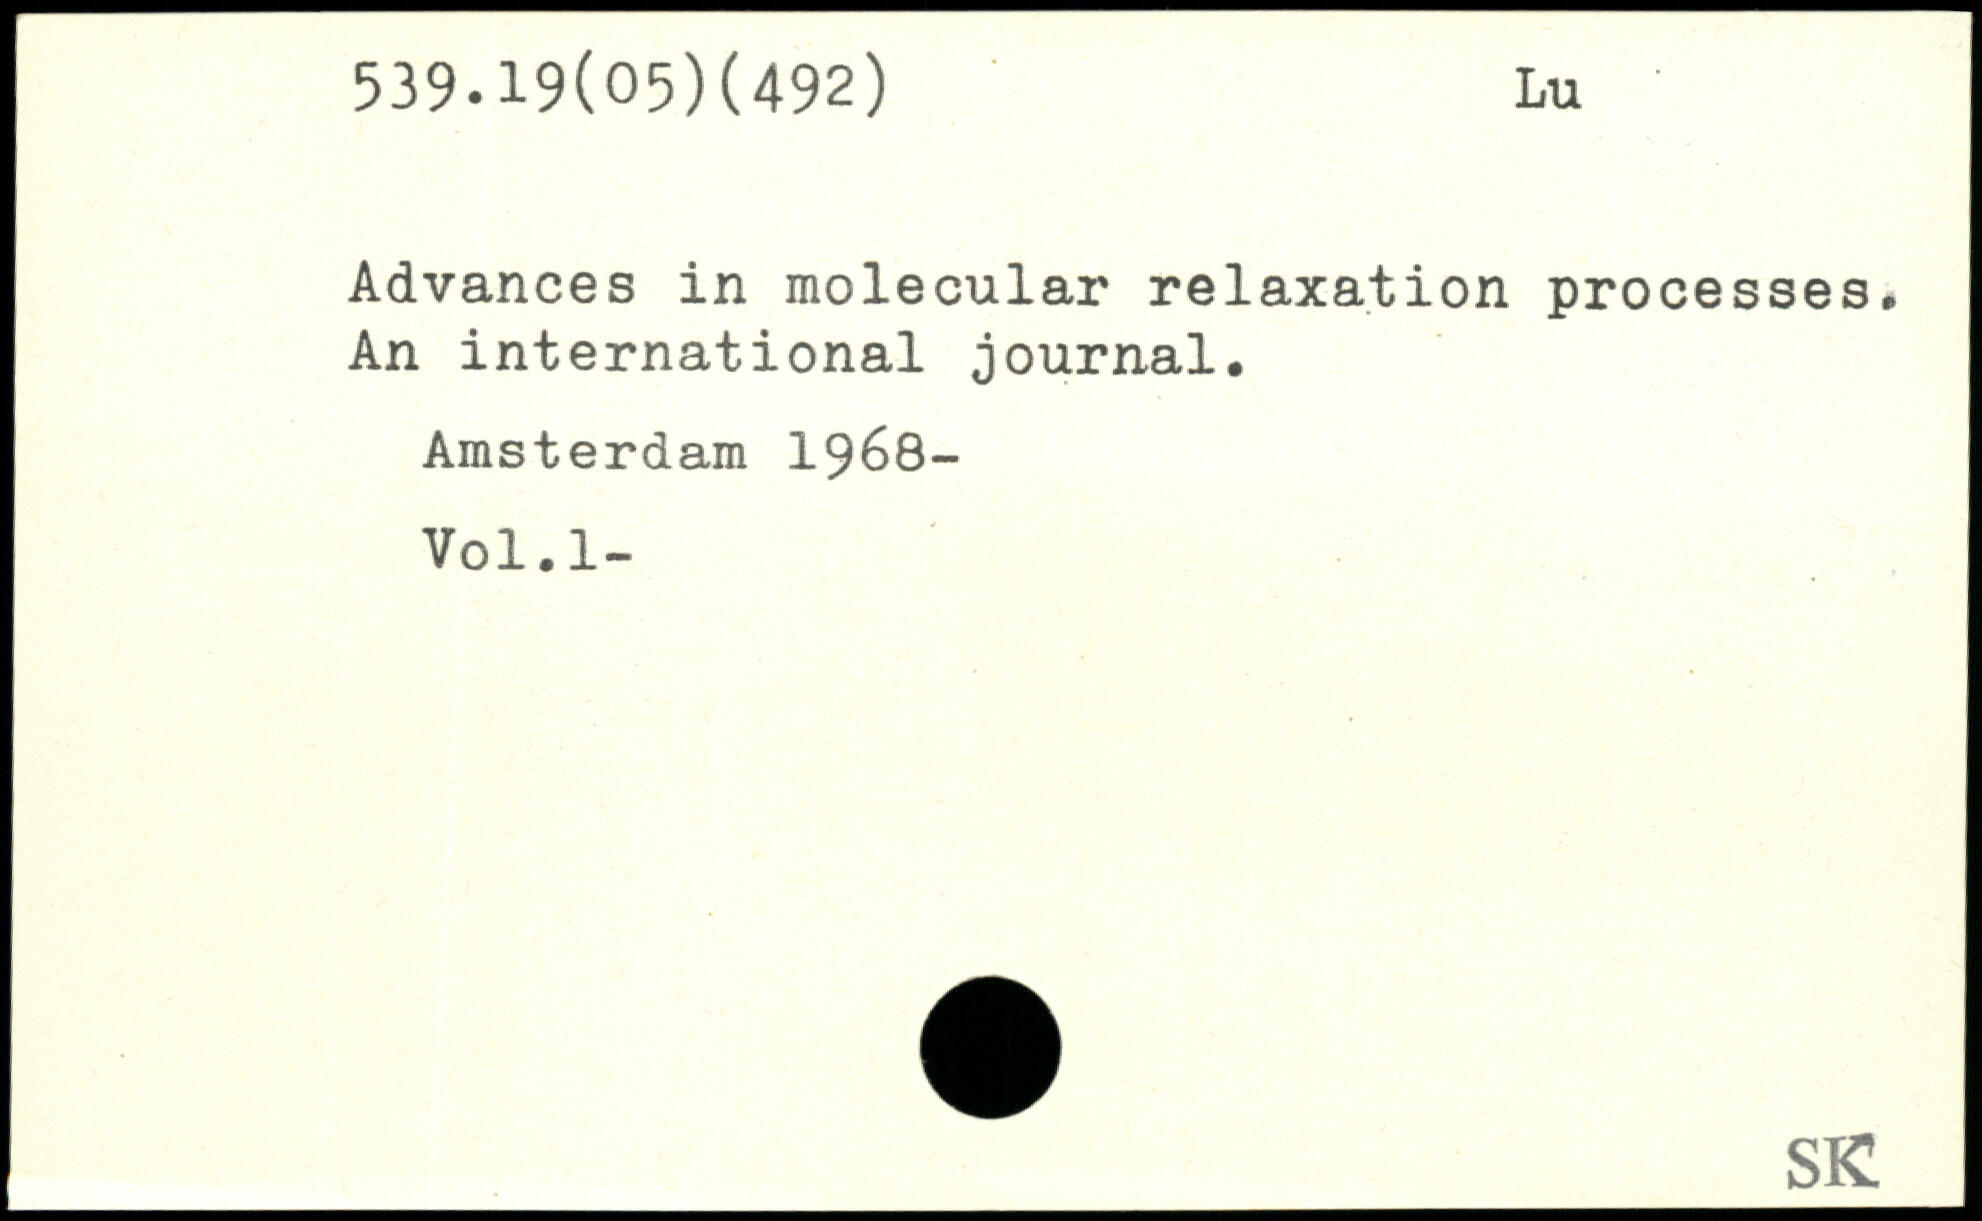 539.19(05)(492) Lu
Advances in molecular relaxation processes.
An international journal.
Amsterdam 1968-
Vol.1-
SK